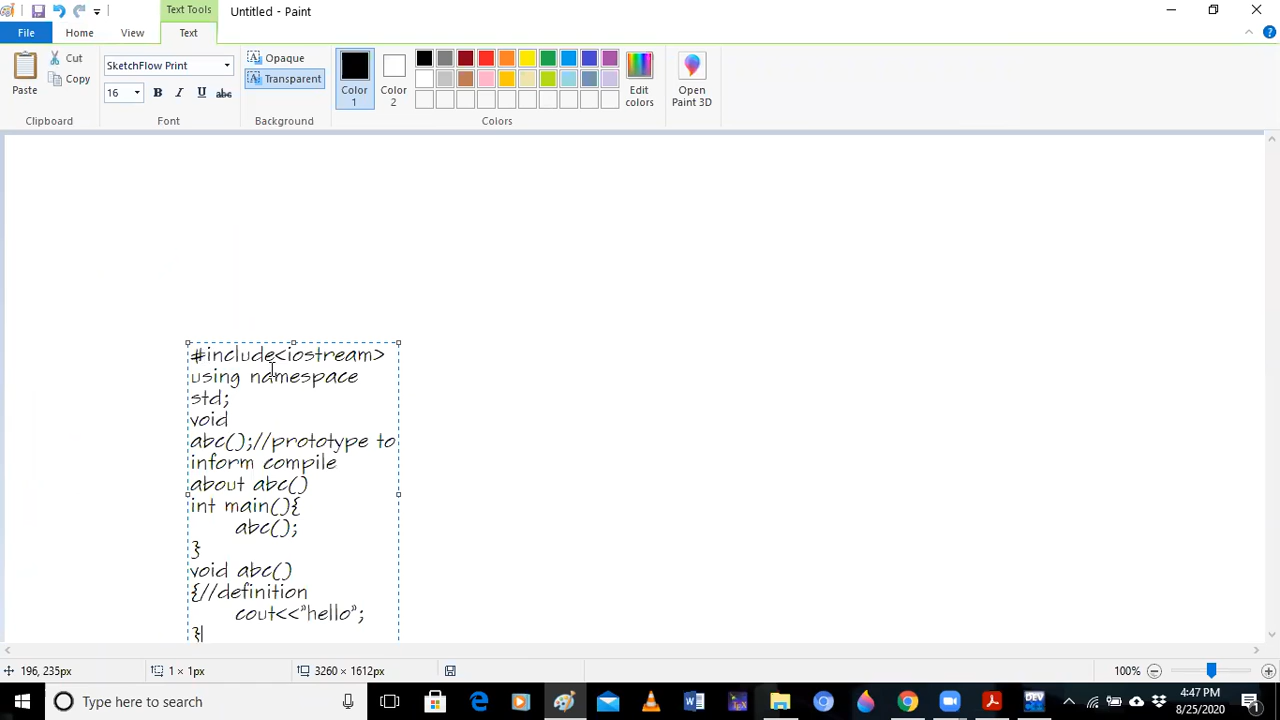 Text Tools
Untitled - Paint
File
Home
View
Text
Paste
Cut
Copy
Clipboard
SketchFlow Print
16
B I U abc
Font
Opaque
Transparent
Background
Color 1
Color 2
Edit colors
Colors
Open Paint 3D
#include<iostream>
using namespace
std;
void
abc();//prototype to
inform compile
about abc()
int main(){
abc();
}
void abc()
{//definition
cout<<"hello";
}
196, 235px
1 × 1px
3260 × 1612px
100%
Type here to search
DEV
4:47 PM
8/25/2020
1